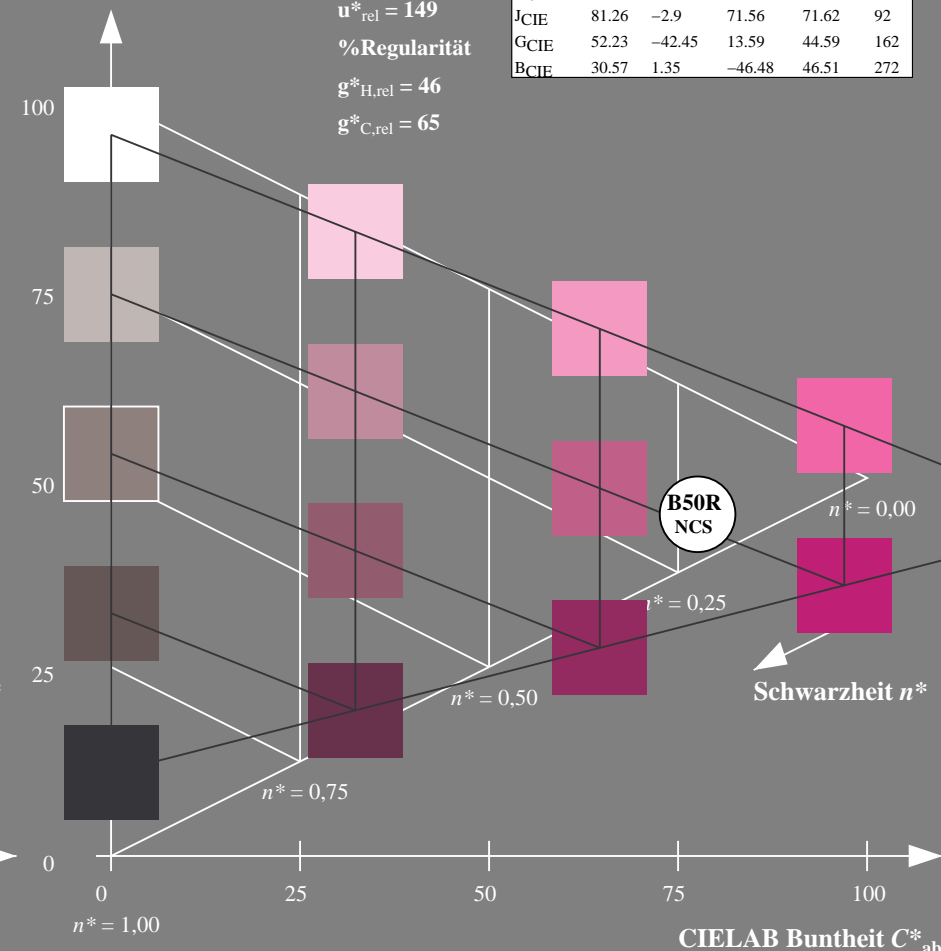 u*rel = 149
%Regularität
g*H,rel = 46
g*C,rel = 65
JCIE 81.26 −2.9 71.56 71.62 92
GCIE 52.23 −42.45 13.59 44.59 162
BCIE 30.57 1.35 −46.48 46.51 272
100
75
50
25
0
B50R
NCS
n* = 0,00
n* = 0,25
n* = 0,50
n* = 0,75
Schwarzheit n*
0 25 50 75 100
n* = 1,00
CIELAB Buntheit C*ab